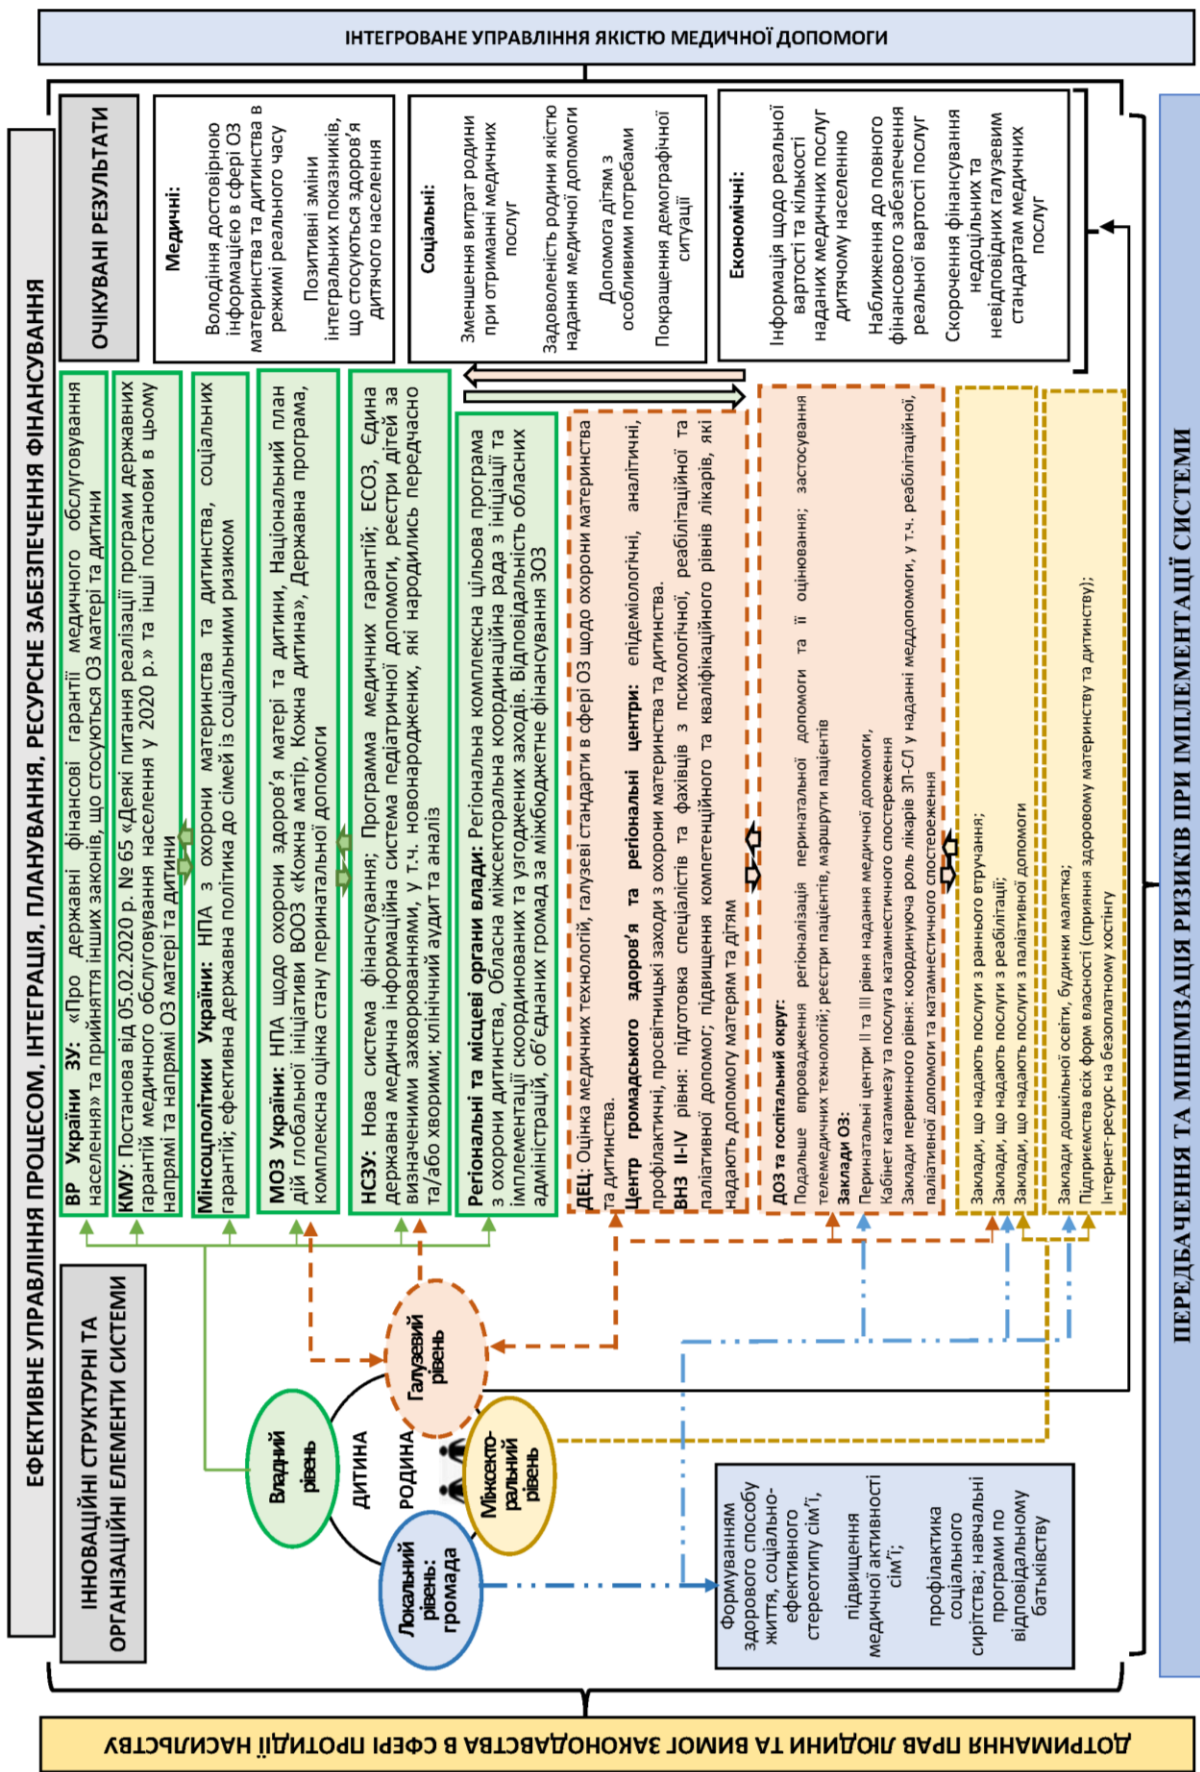 ЕФЕКТИВНЕ УПРАВЛІННЯ ПРОЦЕСОМ, ІНТЕГРАЦІЯ, ПЛАНУВАННЯ, РЕСУРСНЕ ЗАБЕЗПЕЧЕННЯ ФІНАНСУВАННЯ
ДОТРИМАННЯ ПРАВ ЛЮДИНИ ТА ВИМОГ ЗАКОНОДАВСТВА В СФЕРІ ПРОТИДІЇ НАСИЛЬСТВУ
ІННОВАЦІЙНІ СТРУКТУРНІ ТА
ОРГАНІЗАЦІЙНІ ЕЛЕМЕНТИ СИСТЕМИ
Владний
рівень
ДИТИНА
РОДИНА
Локальний
рівень:
громада
Галузевий
рівень
Міжсекто-
ральний
рівень
Формуванням
здорового способу
життя, соціально-
ефективного
стереотипу сім’ї,
підвищення
медичної активності
сім’ї;
профілактика
соціального
сирітства; навчальні
програми по
відповідальному
батьківству
ВР України ЗУ: «Про державні фінансові гарантії медичного обслуговування
населення» та прийняття інших законів, що стосуються ОЗ матері та дитини
КМУ: Постанова від 05.02.2020 р. № 65 «Деякі питання реалізації програми державних
гарантій медичного обслуговування населення у 2020 р.» та інші постанови в цьому
напрямі та напрямі ОЗ матері та дитини
Мінсоцполітики України: НПА з охорони материнства та дитинства, соціальних
гарантій; ефективна державна політика до сімей із соціальними ризиком
МОЗ України: НПА щодо охорони здоров’я матері та дитини, Національний план
дій глобальної ініціативи ВООЗ «Кожна матір, Кожна дитина», Державна програма,
комплексна оцінка стану перинатальної допомоги
НСЗУ: Нова система фінансування; Програма медичних гарантій; ЕСОЗ, Єдина
державна медична інформаційна система педіатричної допомоги, реєстри дітей за
визначеними захворюваннями, у т.ч. новонароджених, які народились передчасно
та/або хворими; клінічний аудит та аналіз
Регіональні та місцеві органи влади: Регіональна комплексна цільова програма
з охорони дитинства, Обласна міжсекторальна координаційна рада з ініціації та
імплементації скоординованих та узгоджених заходів. Відповідальність обласних
адміністрацій, об’єднаних громад за міжбюджетне фінансування ЗОЗ
ДЕЦ: Оцінка медичних технологій, галузеві стандарти в сфері ОЗ щодо охорони материнства
та дитинства.
Центр громадського здоров’я та регіональні центри: епідеміологічні, аналітичні,
профілактичні, просвітницькі заходи з охорони материнства та дитинства.
ВНЗ ІІ-ІV рівня: підготовка спеціалістів та фахівців з психологічної, реабілітаційної та
паліативної допомог; підвищення компетенційного та кваліфікаційного рівнів лікарів, які
надають допомогу матерям та дітям
ДОЗ та госпітальний округ:
Подальше впровадження регіоналізація перинатальної допомоги та її оцінювання; застосування
телемедичних технологій; реєстри пацієнтів, маршрути пацієнтів
Заклади ОЗ:
Перинатальні центри ІІ та ІІІ рівня надання медичної допомоги,
Кабінет катамнезу та послуга катамнестичного спостереження
Заклади первинного рівня: координуюча роль лікарів ЗП-СЛ у наданні меддопомоги, у т.ч. реабілітаційної,
паліативної допомоги та катамнестичного спостереження
Заклади, що надають послуги з раннього втручання;
Заклади, що надають послуги з реабілітації;
Заклади, що надають послуги з паліативної допомоги
Заклади дошкільної освіти, будинки малятка;
Підприємства всіх форм власності (сприяння здоровому материнству та дитинству);
Інтернет-ресурс на безоплатному хостінгу
ОЧІКУВАНІ РЕЗУЛЬТАТИ
Медичні:
Володіння достовірною
інформацією в сфері ОЗ
материнства та дитинства в
режимі реального часу
Позитивні зміни
інтегральних показників,
що стосуються здоров’я
дитячого населення
Соціальні:
Зменшення витрат родини
при отриманні медичних
послуг
Задоволеність родини якістю
надання медичної допомоги
Допомога дітям з
особливими потребами
Покращення демографічної
ситуації
Економічні:
Інформація щодо реальної
вартості та кількості
наданих медичних послуг
дитячому населенню
Наближення до повного
фінансового забезпечення
реальної вартості послуг
Скорочення фінансування
недоцільних та
невідповідних галузевим
стандартам медичних
послуг
ІНТЕГРОВАНЕ УПРАВЛІННЯ ЯКІСТЮ МЕДИЧНОЇ ДОПОМОГИ
ПЕРЕДБАЧЕННЯ ТА МІНІМІЗАЦІЯ РИЗИКІВ ПРИ ІМПЛЕМЕНТАЦІЇ СИСТЕМИ